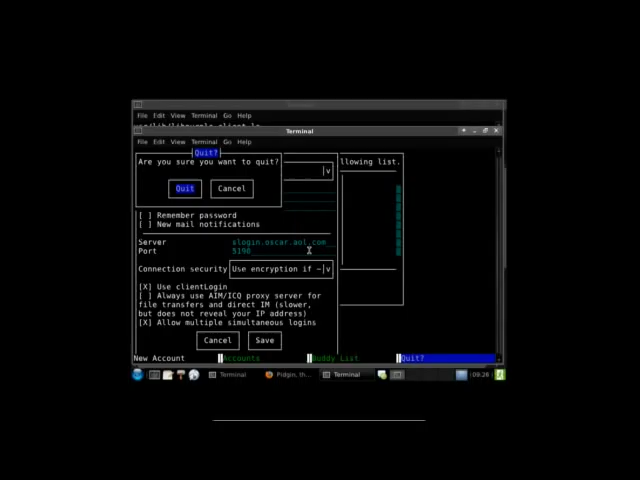 Terminal
File Edit View Terminal Go Help
Terminal
File Edit View Terminal Go Help
Quit?
Are you sure you want to quit?
llowing list.
v
Quit Cancel
[ ] Remember password
[ ] New mail notifications
Server slogin.oscar.aol.com
Port 5190
Connection security Use encryption if ~ v
[X] Use clientLogin
[ ] Always use AIM/ICQ proxy server for
file transfers and direct IM (slower,
but does not reveal your IP address)
[X] Allow multiple simultaneous logins
Cancel Save
New Account Accounts Buddy List Quit?
Terminal Pidgin, th... Terminal